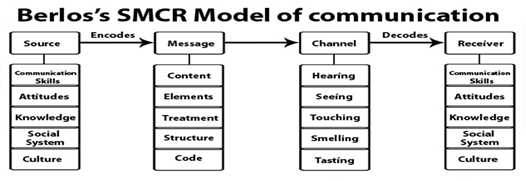 Berlos's SMCR Model of communication
Encodes
Decodes
Source
Message
Channel
Receiver
Communication
Skills
Content
Hearing
Communication
Skills
Attitudes
Elements
Seeing
Attitudes
Knowledge
Treatment
Touching
Knowledge
Social
System
Structure
Smelling
Social
System
Culture
Code
Tasting
Culture